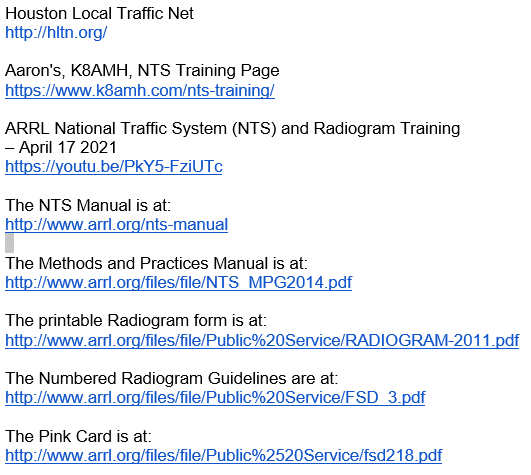 Houston Local Traffic Net
http://hltn.org/
Aaron's, K8AMH, NTS Training Page
https://www.k8amh.com/nts-training/
ARRL National Traffic System (NTS) and Radiogram Training
– April 17 2021
https://youtu.be/PkY5-FziUTc
The NTS Manual is at:
http://www.arrl.org/nts-manual
The Methods and Practices Manual is at:
http://www.arrl.org/files/file/NTS_MPG2014.pdf
The printable Radiogram form is at:
http://www.arrl.org/files/file/Public%20Service/RADIOGRAM-2011.pdf
The Numbered Radiogram Guidelines are at:
http://www.arrl.org/files/file/Public%20Service/FSD_3.pdf
The Pink Card is at:
http://www.arrl.org/files/file/Public%2520Service/fsd218.pdf